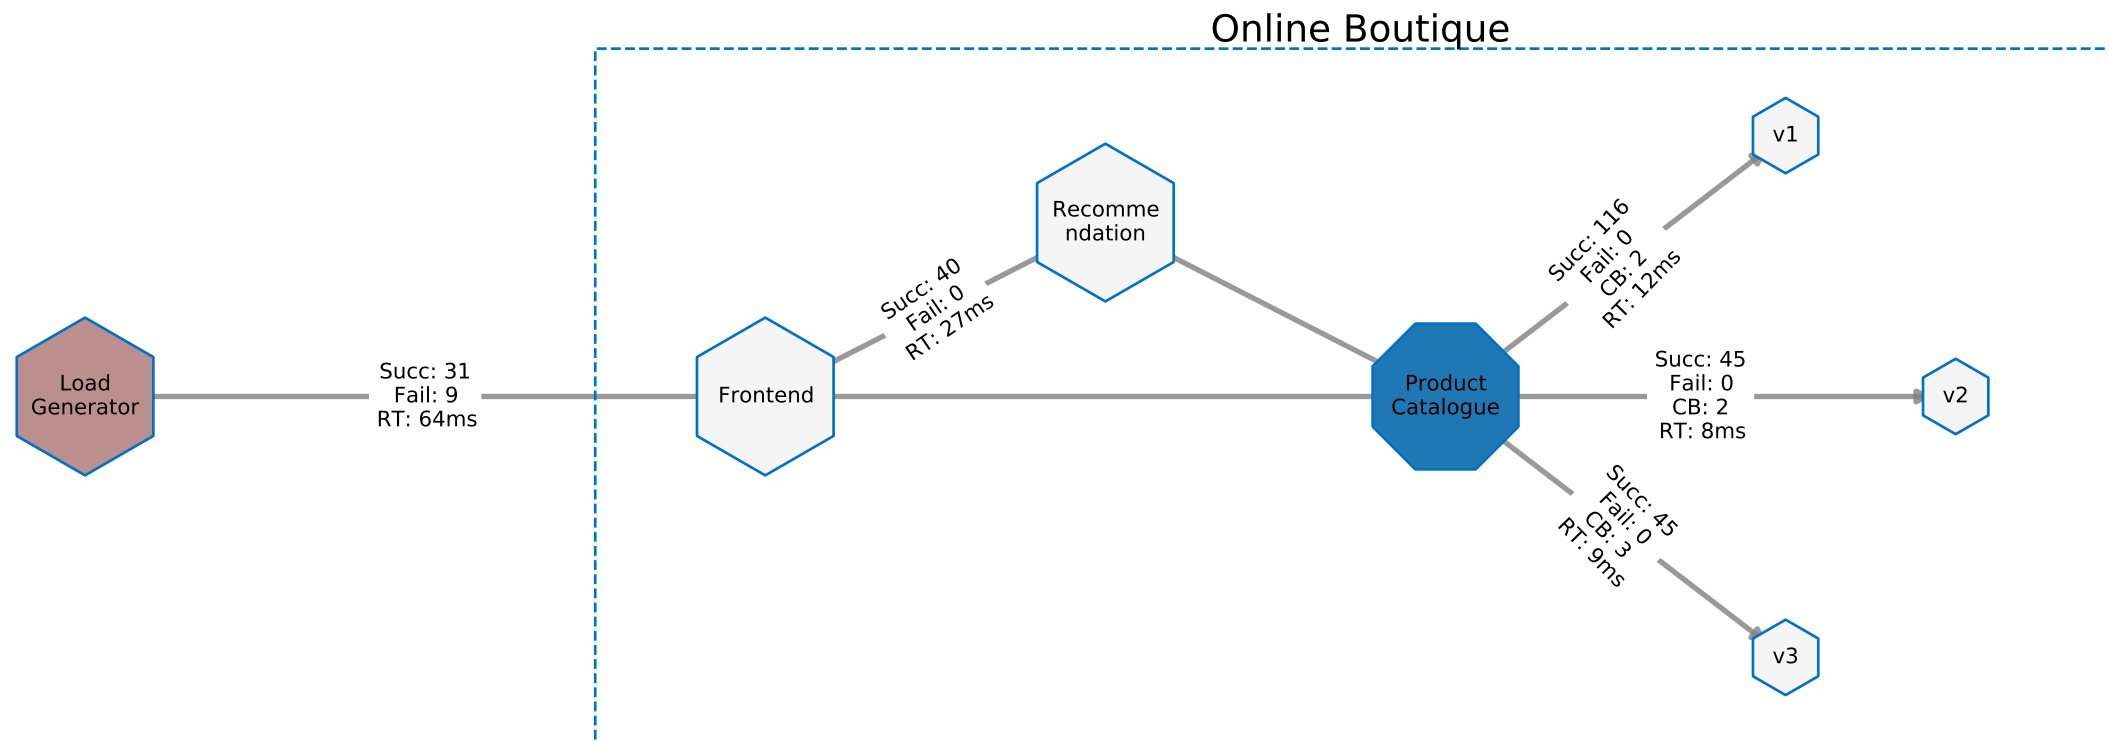 Online Boutique
Load
Generator
Succ: 31
Fail: 9
RT: 64ms
Frontend
Succ: 40
Fail: 0
RT: 27ms
Recomme
ndation
Product
Catalogue
Succ: 116
Fail: 0
CB: 2
RT: 12ms
v1
Succ: 45
Fail: 0
CB: 2
RT: 8ms
v2
Succ: 45
Fail: 0
CB: 3
RT: 9ms
v3